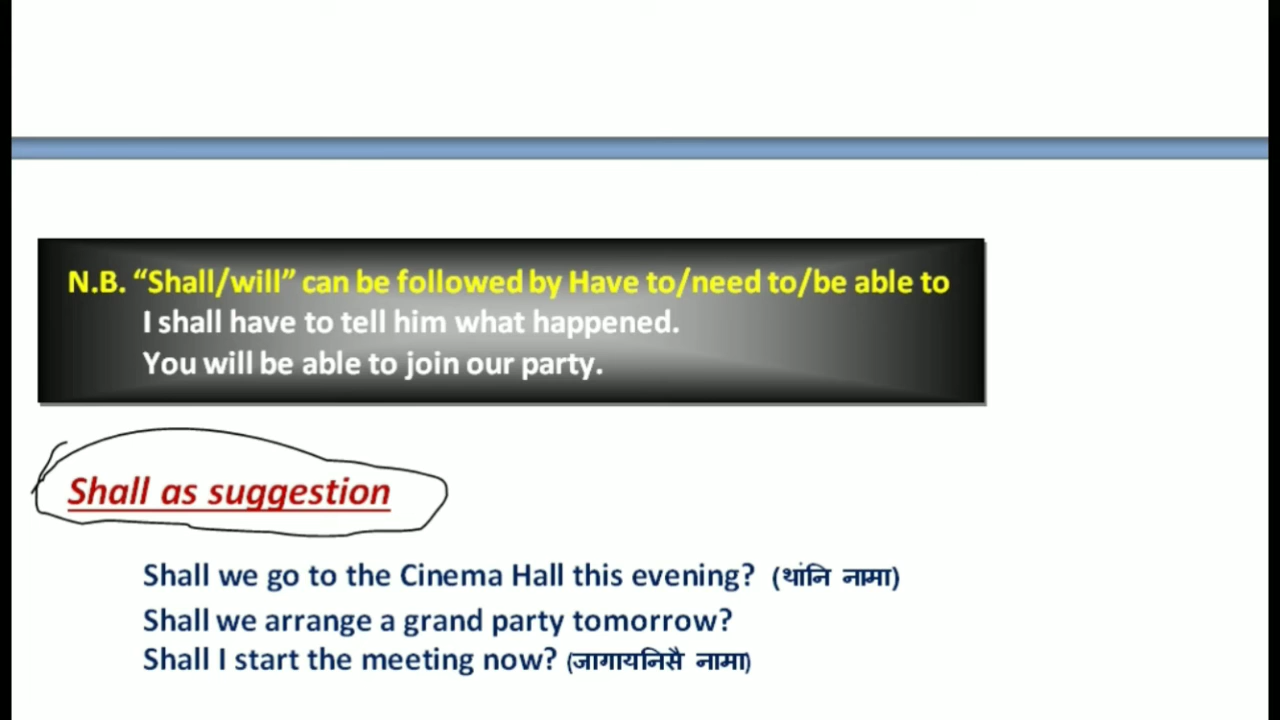 N.B. “Shall/will” can be followed by Have to/need to/be able to
I shall have to tell him what happened.
You will be able to join our party.
Shall as suggestion
Shall we go to the Cinema Hall this evening? (थांनि नामा)
Shall we arrange a grand party tomorrow?
Shall I start the meeting now? (जागायनिसै नामा)